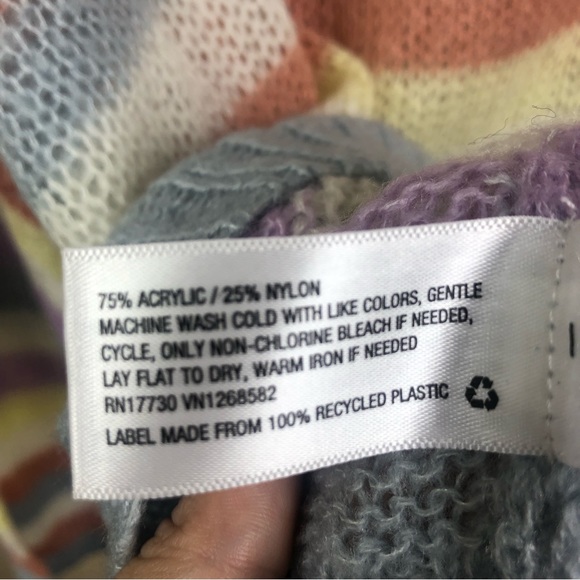 75% ACRYLIC / 25% NYLON
MACHINE WASH COLD WITH LIKE COLORS, GENTLE
CYCLE, ONLY NON-CHLORINE BLEACH IF NEEDED,
LAY FLAT TO DRY, WARM IRON IF NEEDED
RN17730 VN1268582
LABEL MADE FROM 100% RECYCLED PLASTIC